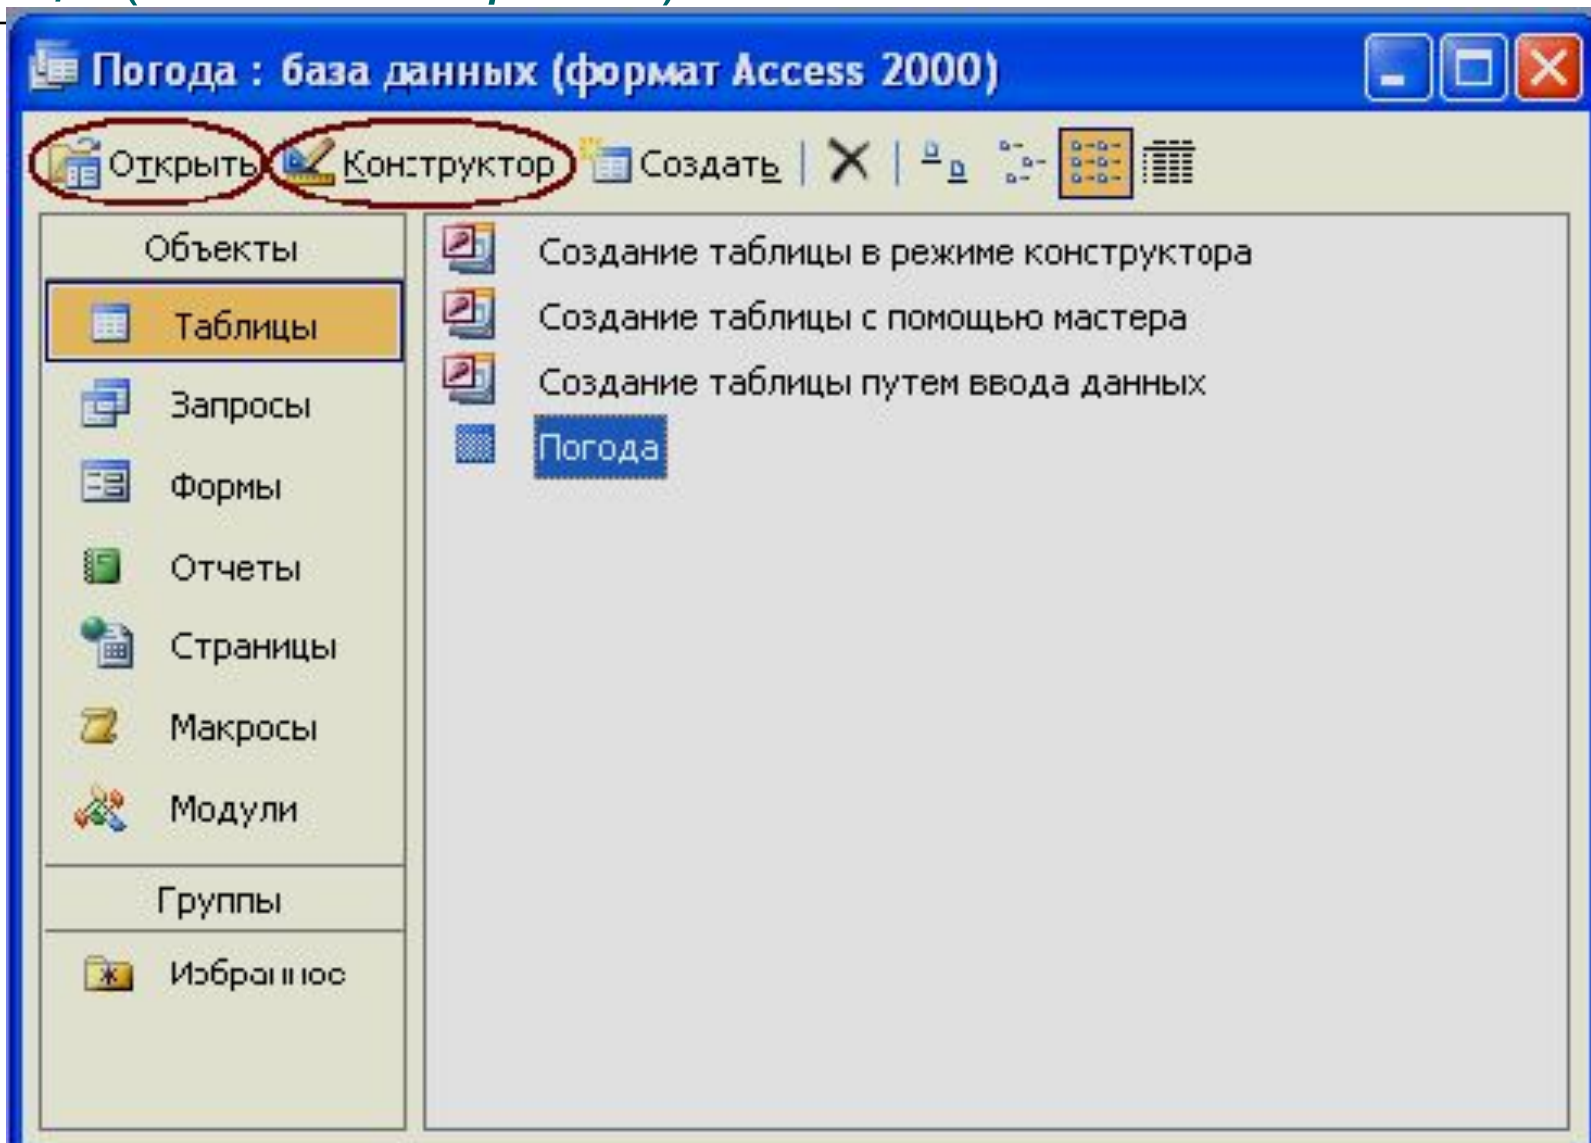 Погода : база данных (формат Access 2000)
Открыть Конструктор Создать
Объекты
Таблицы
Запросы
Формы
Отчеты
Страницы
Макросы
Модули
Группы
Избранное
Создание таблицы в режиме конструктора
Создание таблицы с помощью мастера
Создание таблицы путем ввода данных
Погода